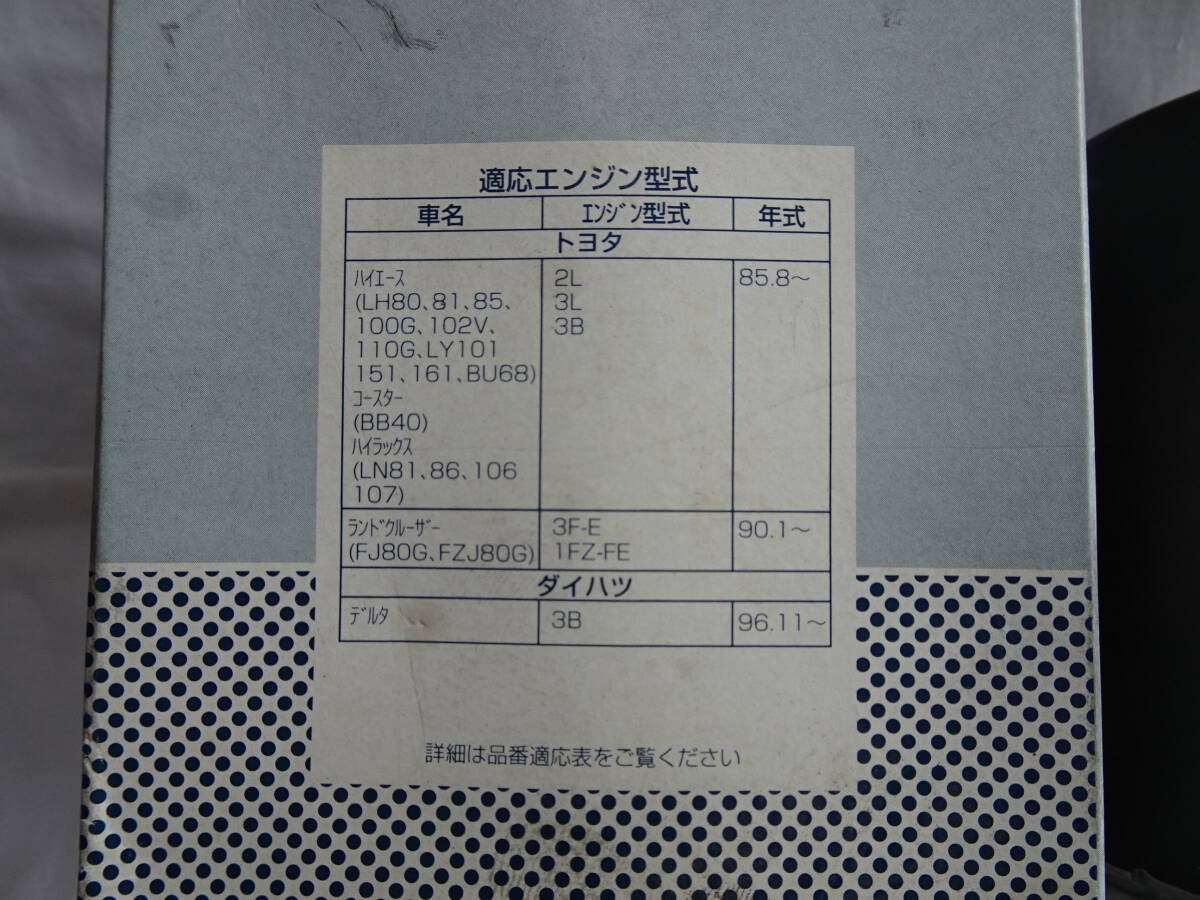 適応エンジン型式
車名 ｴﾝｼﾞﾝ型式 年式
トヨタ
ﾊｲｴｰｽ 2L 85.8～
(LH80､81､85､ 3L
100G､102V､ 3B
110G､LY101
151､161､BU68)
ｺｰｽﾀｰ
(BB40)
ﾊｲﾗｯｸｽ
(LN81､86､106
107)
ﾗﾝﾄﾞｸﾙｰｻﾞｰ 3F-E 90.1～
(FJ80G､FZJ80G) 1FZ-FE
ダイハツ
ﾃﾞﾙﾀ 3B 96.11～
詳細は品番適応表をご覧ください